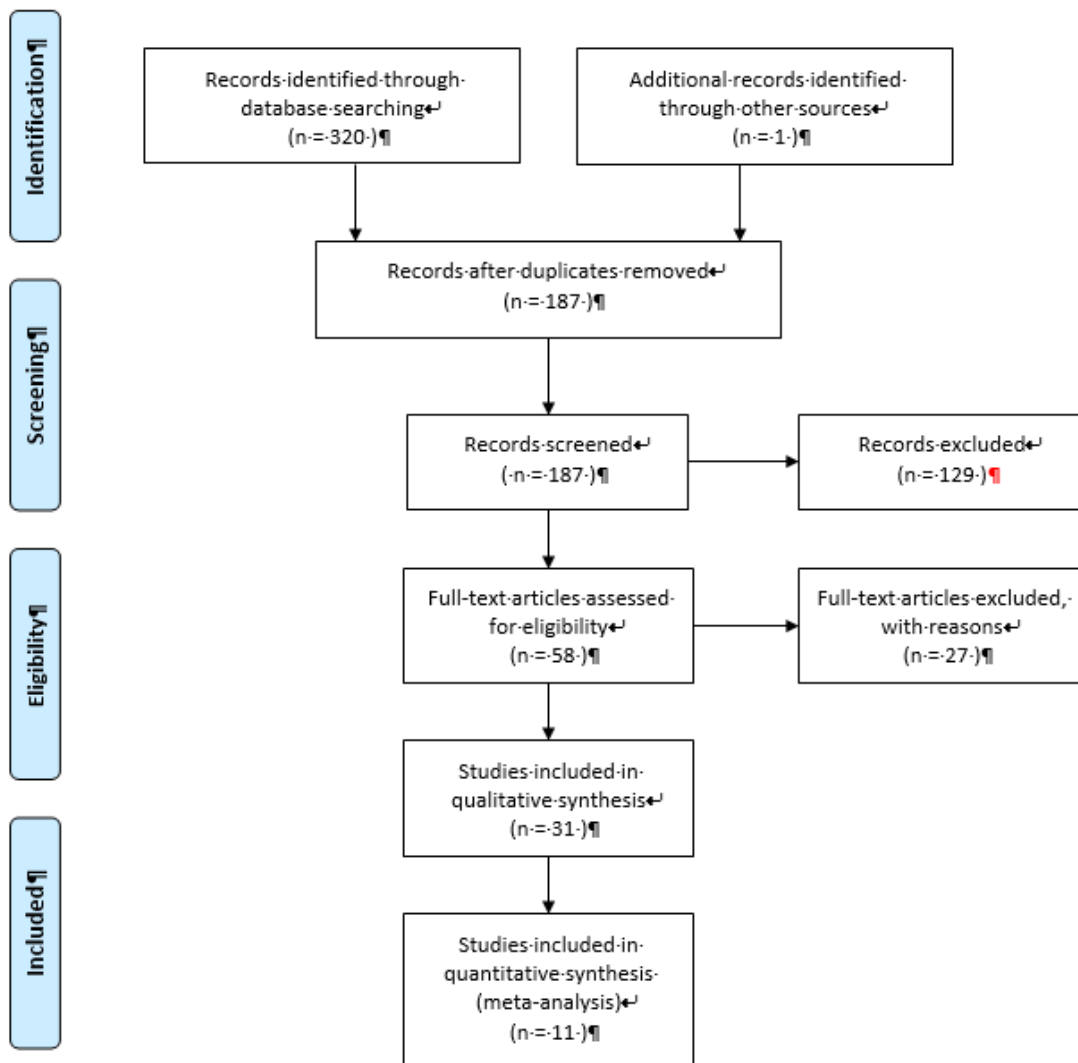 Identification¶
Records·identified·through·
database·searching↵
(n·=·320·)¶
Additional·records·identified·
through·other·sources↵
(n·=·1·)¶
Records·after·duplicates·removed↵
(n·=·187·)¶
Screening¶
Records·screened↵
(·n·=·187·)¶
Records·excluded↵
(n·=·129·)¶
Eligibility¶
Full-text·articles·assessed·
for·eligibility↵
(n·=·58·)¶
Full-text·articles·excluded,·
with·reasons↵
(n·=·27·)¶
Studies·included·in·
qualitative·synthesis↵
(n·=·31·)¶
Included¶
Studies·included·in·
quantitative·synthesis·
(meta-analysis)↵
(n·=·11·)¶